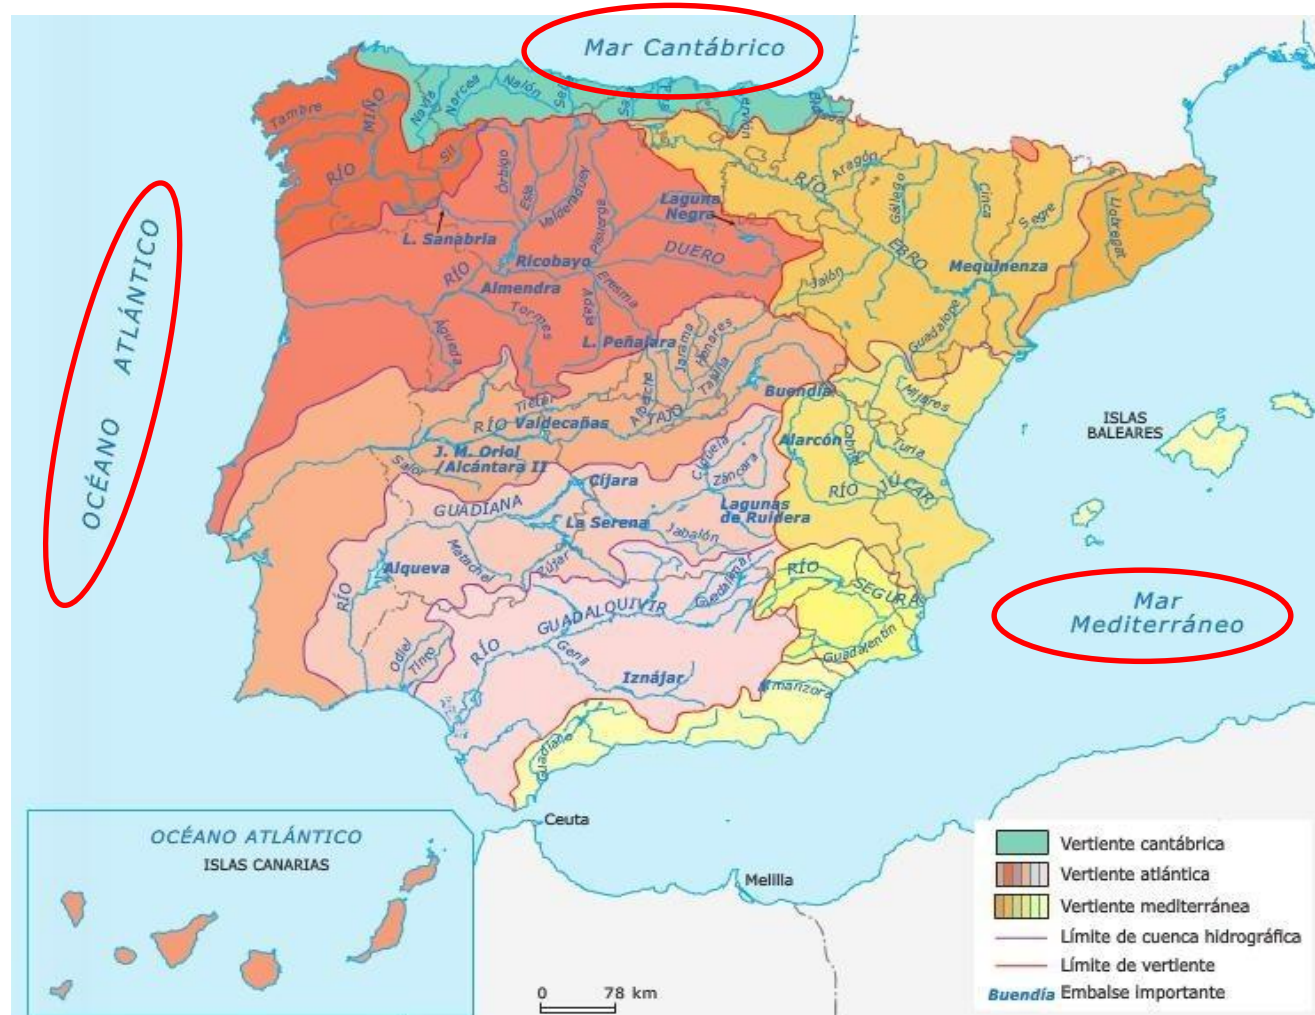 Mar Cantábrico
OCÉANO ATLÁNTICO
Tambre
RÍO MIÑO
Navia
Narcea
Nalón
Sil
Órbigo
Esla
Valderaduey
Pisuerga
Laguna
Negra
L. Sanabria
RÍO DUERO
Ricobayo
Almendra
Eresma
Adaja
Tormes
Águeda
L. Peñalara
RÍO EBRO
Aragón
Gállego
Cinca
Segre
Llobregat
Mequinenza
Jalón
Guadalope
Jarama
Henares
Tajuña
Alberche
Tiétar
RÍO TAJO
Valdecañas
J. M. Oriol
/Alcántara II
Salor
Buendía
Mijares
Turia
Alarcón
Cabriel
RÍO JÚCAR
ISLAS
BALEARES
Cigüela
Záncara
Cíjara
RÍO GUADIANA
La Serena
Lagunas
de Ruidera
Jabalón
Matachel
Zújar
Alqueva
Guadalimar
RÍO SEGURA
Mar
Mediterráneo
Guadalentín
Odiel
Tinto
RÍO GUADALQUIVIR
Genil
Iznájar
Almanzora
Ceuta
Melilla
OCÉANO ATLÁNTICO
ISLAS CANARIAS
0 78 km
Vertiente cantábrica
Vertiente atlántica
Vertiente mediterránea
Límite de cuenca hidrográfica
Límite de vertiente
Buendía Embalse importante